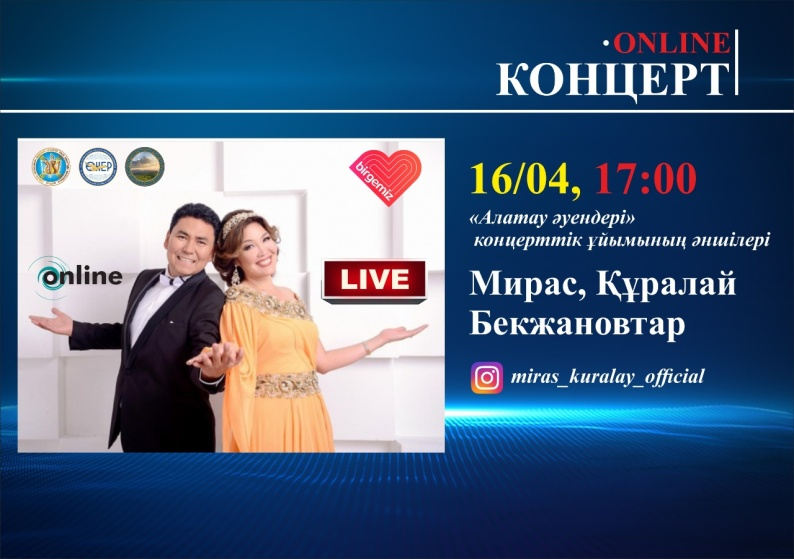 ·ONLINE
КОНЦЕРТ
birgemiz
online
LIVE
16/04, 17:00
«Алатау әуендері»
концерттік ұйымының әншілері
Мирас, Құралай
Бекжановтар
miras_kuralay_official